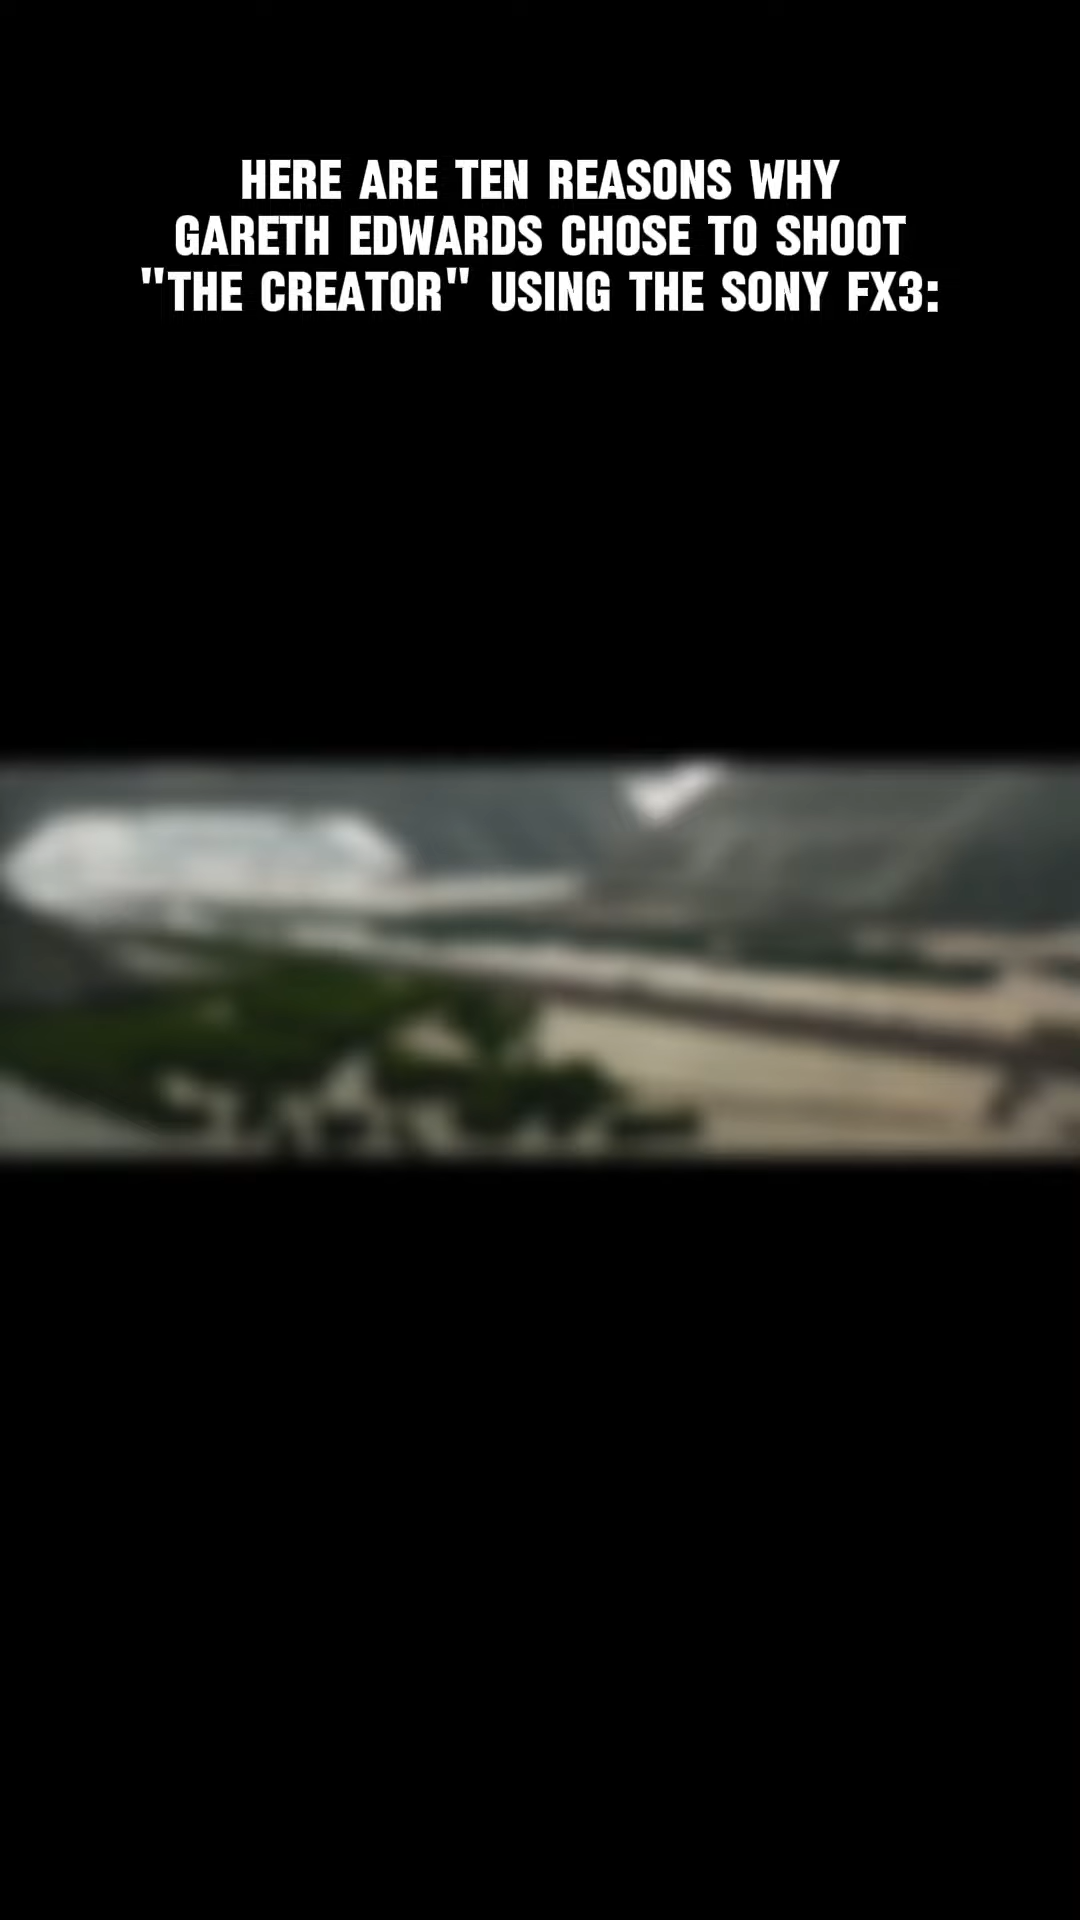 HERE ARE TEN REASONS WHY
GARETH EDWARDS CHOSE TO SHOOT
"THE CREATOR" USING THE SONY FX3: